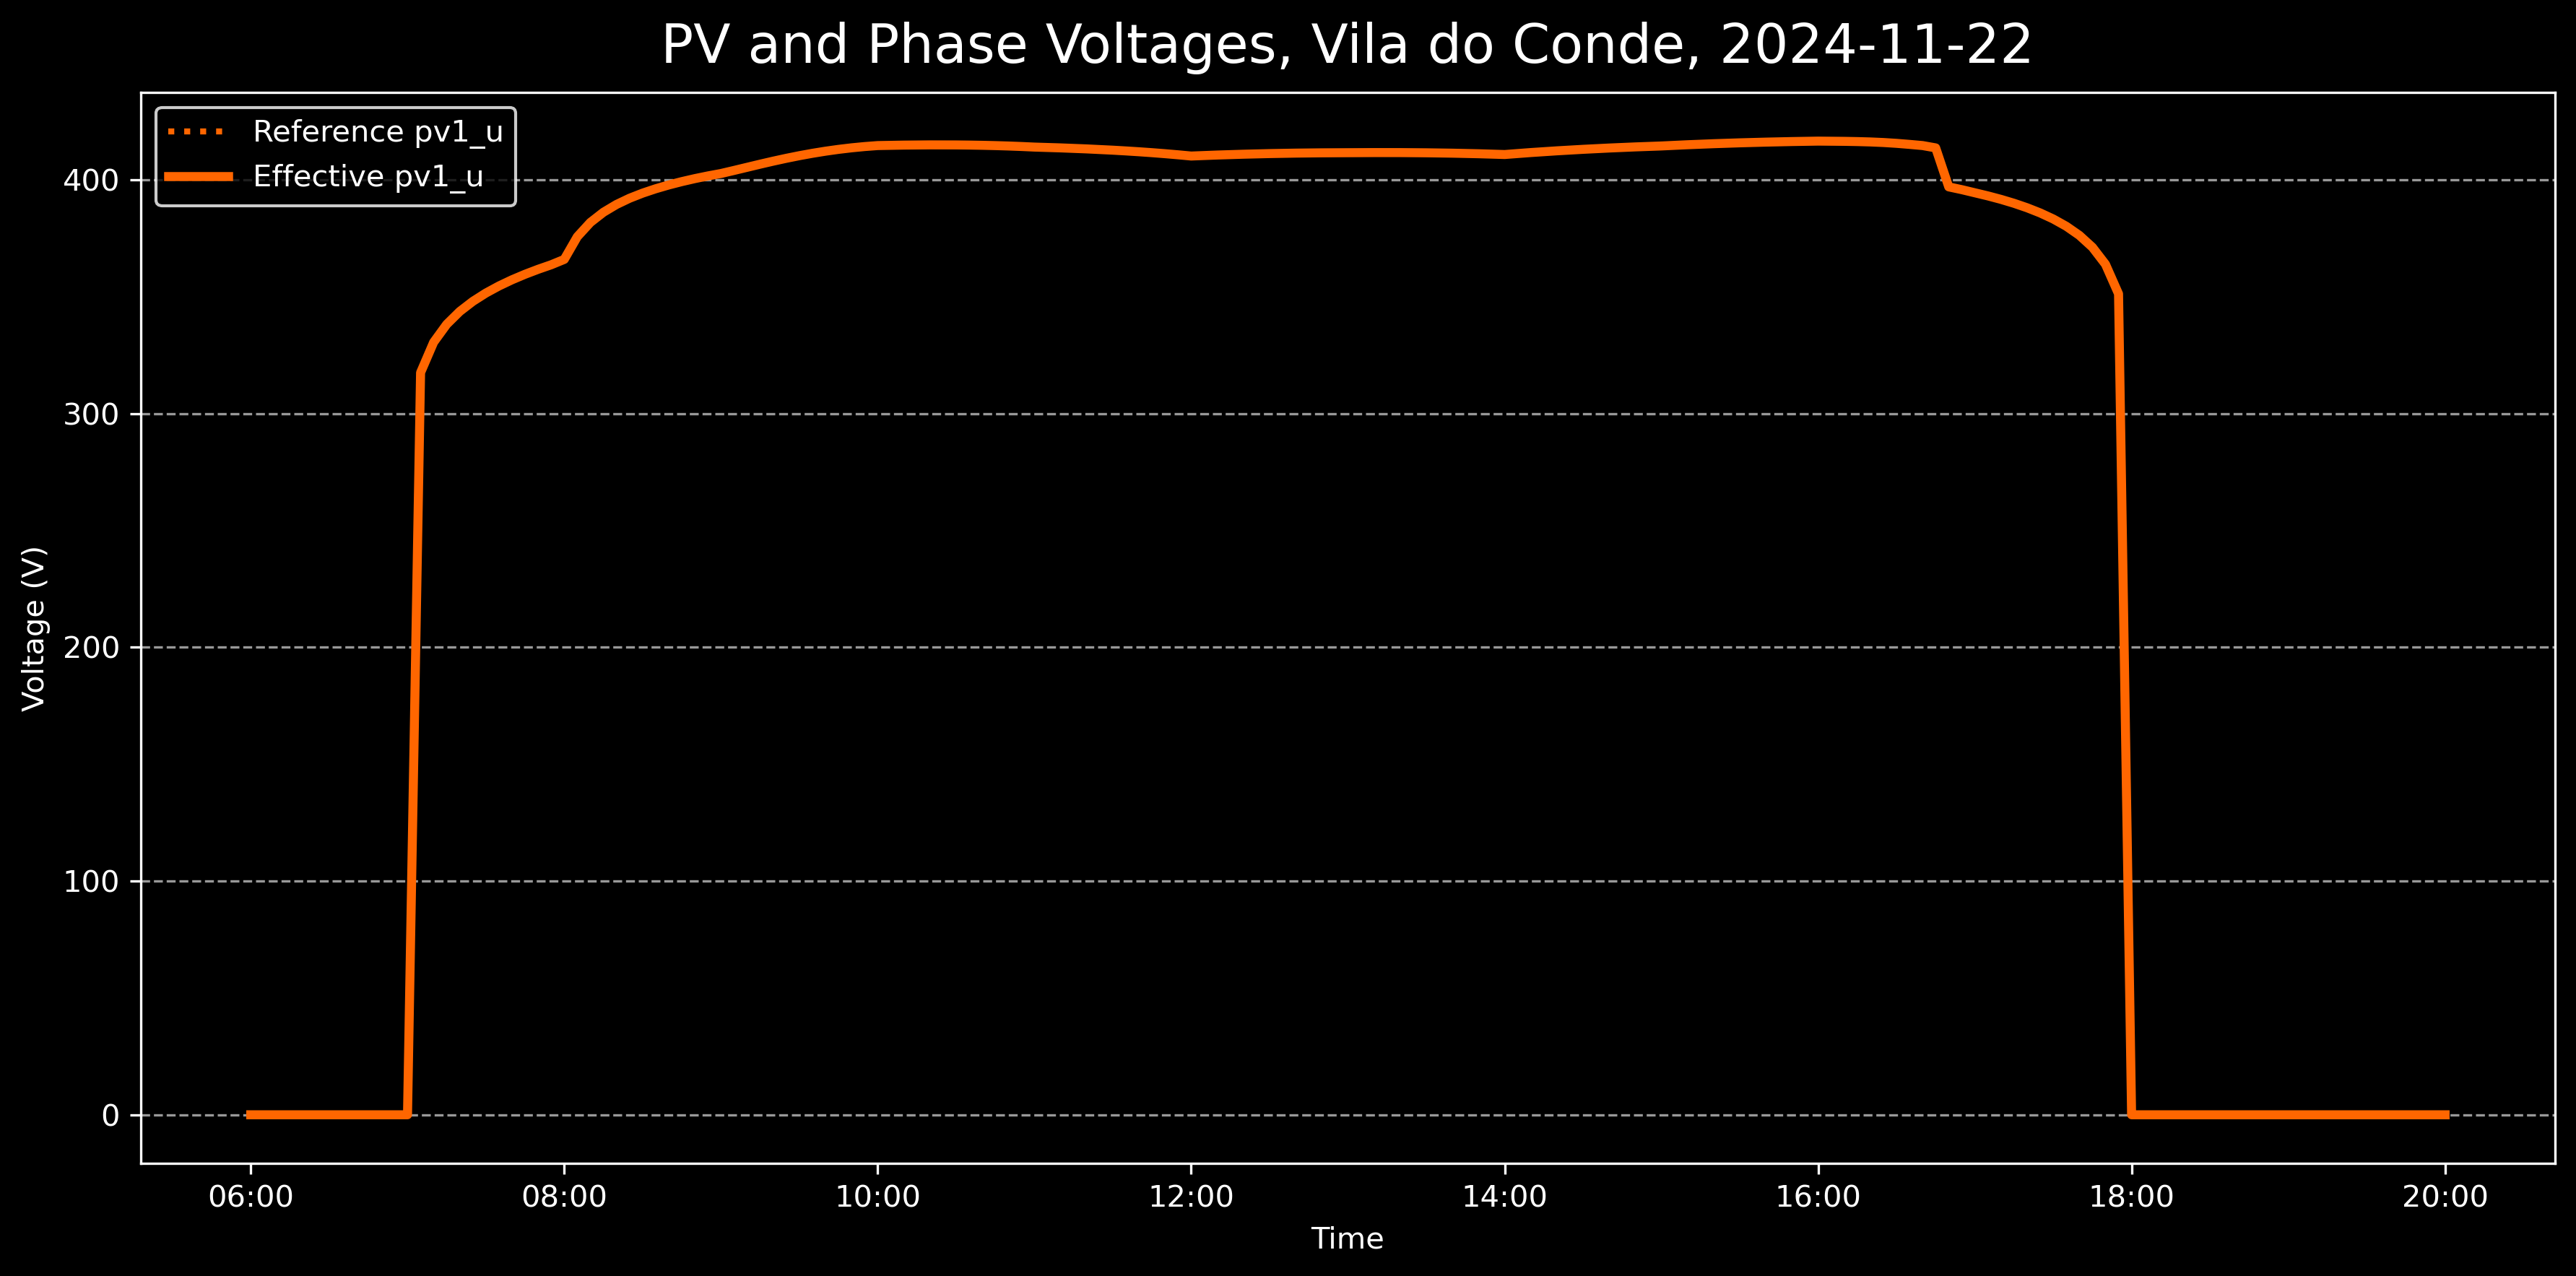 PV and Phase Voltages, Vila do Conde, 2024-11-22
Reference pv1_u
Effective pv1_u
Voltage (V)
400
300
200
100
0
06:00 08:00 10:00 12:00 14:00 16:00 18:00 20:00
Time